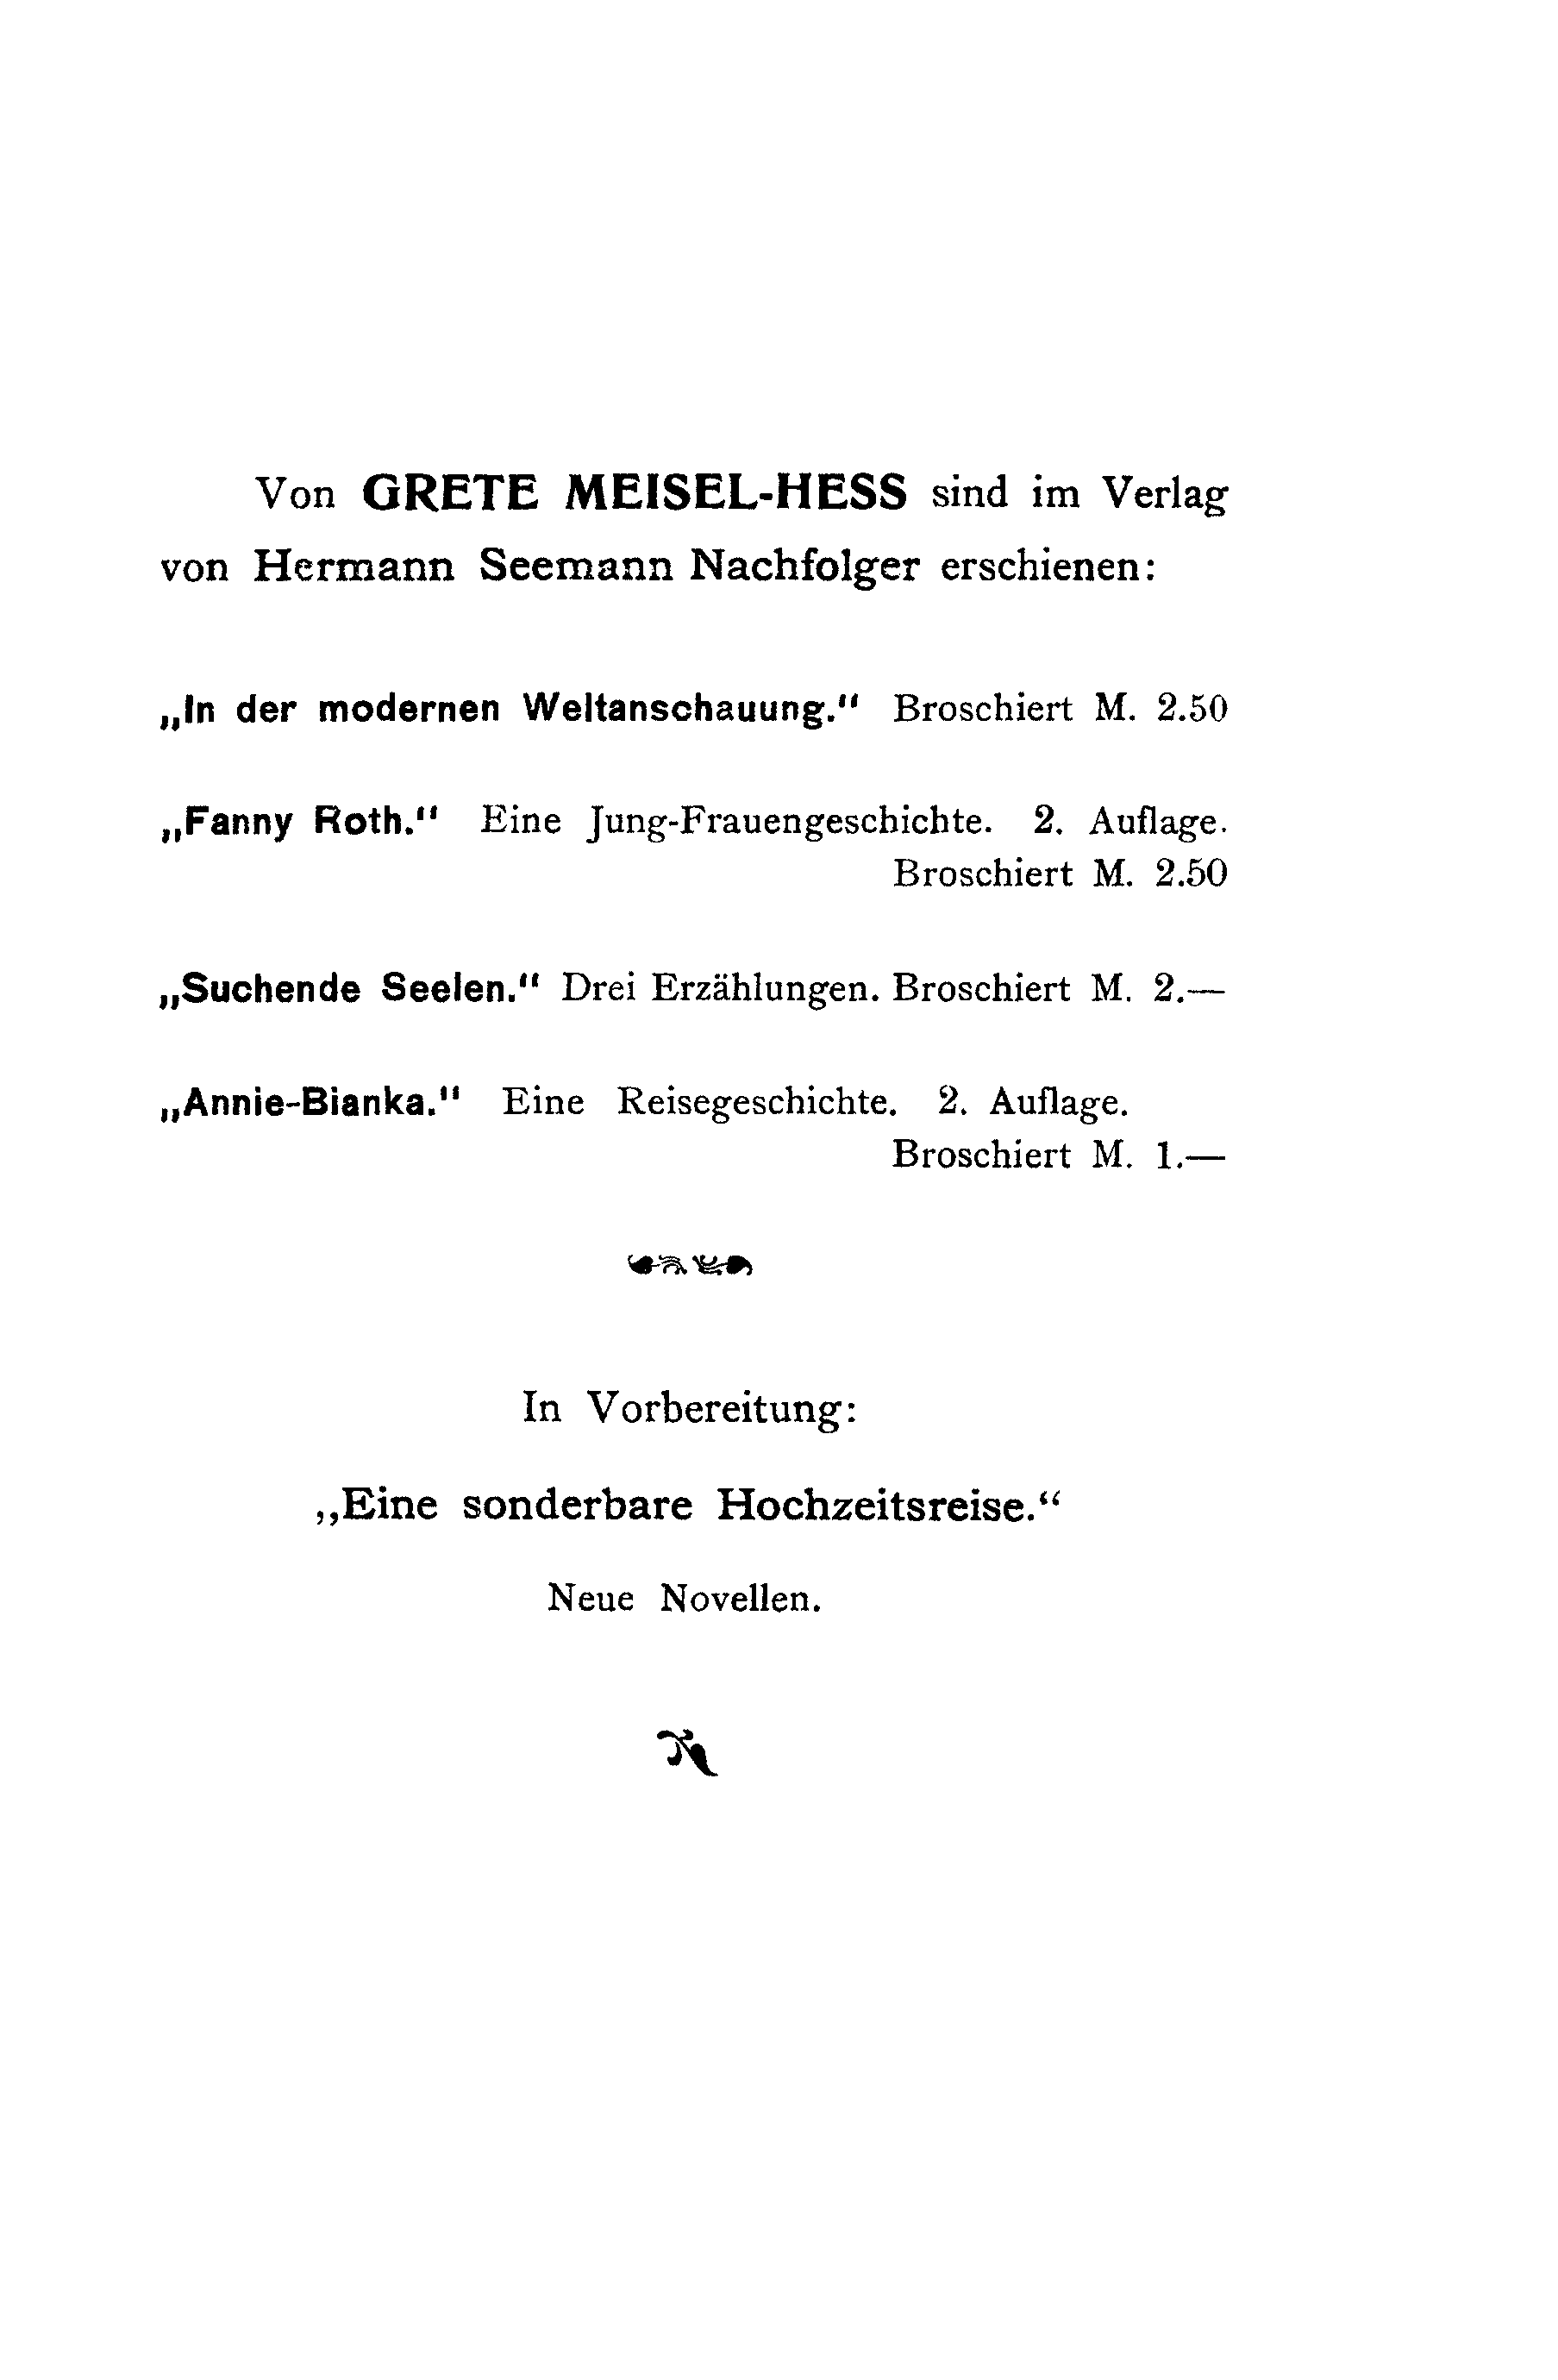 Von GRETE MEISEL-HESS sind im Verlag
von Hermann Seemann Nachfolger erschienen:
„In der modernen Weltanschauung.“ Broschiert M. 2.50
„Fanny Roth.“ Eine Jung-Frauengeschichte. 2. Auflage.
Broschiert M. 2.50
„Suchende Seelen.“ Drei Erzählungen. Broschiert M. 2.—
„Annie-Bianka.“ Eine Reisegeschichte. 2. Auflage.
Broschiert M. 1.—
In Vorbereitung:
„Eine sonderbare Hochzeitsreise.“
Neue Novellen.